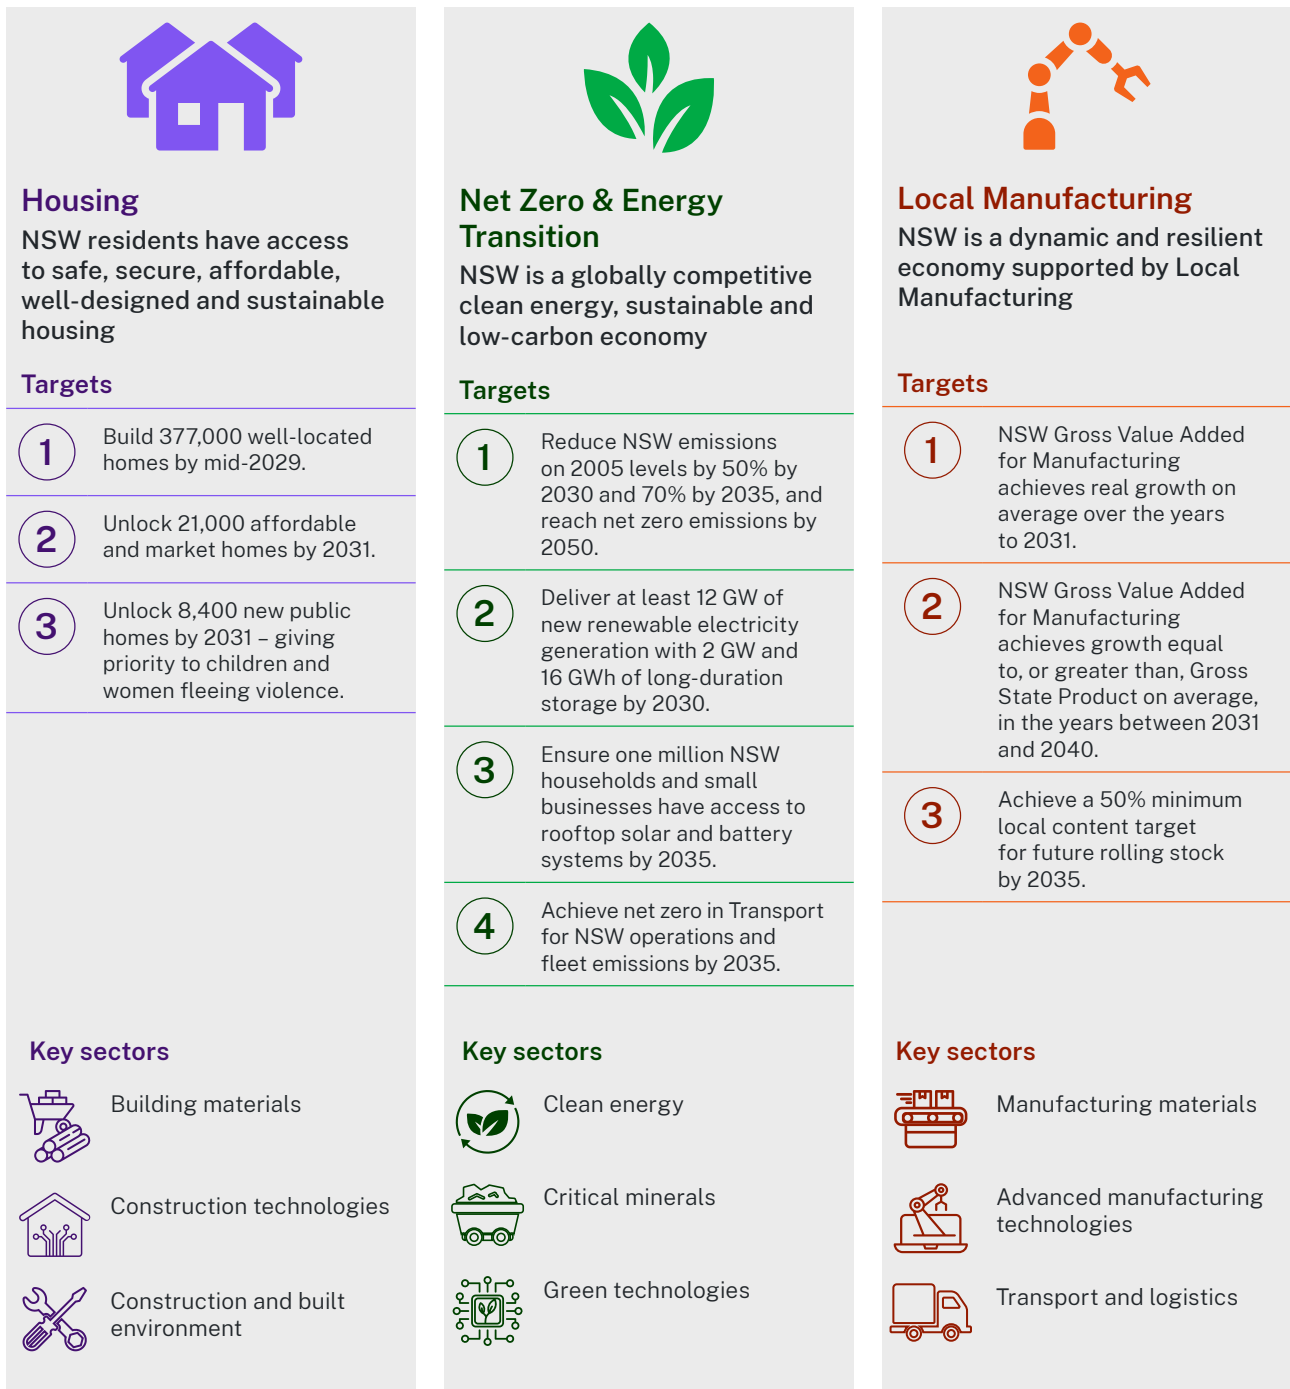 Housing
NSW residents have access
to safe, secure, affordable,
well-designed and sustainable
housing
Targets
1
Build 377,000 well-located
homes by mid-2029.
2
Unlock 21,000 affordable
and market homes by 2031.
3
Unlock 8,400 new public
homes by 2031 – giving
priority to children and
women fleeing violence.
Key sectors
Building materials
Construction technologies
Construction and built
environment
Net Zero & Energy
Transition
NSW is a globally competitive
clean energy, sustainable and
low-carbon economy
Targets
1
Reduce NSW emissions
on 2005 levels by 50% by
2030 and 70% by 2035, and
reach net zero emissions by
2050.
2
Deliver at least 12 GW of
new renewable electricity
generation with 2 GW and
16 GWh of long-duration
storage by 2030.
3
Ensure one million NSW
households and small
businesses have access to
rooftop solar and battery
systems by 2035.
4
Achieve net zero in Transport
for NSW operations and
fleet emissions by 2035.
Key sectors
Clean energy
Critical minerals
Green technologies
Local Manufacturing
NSW is a dynamic and resilient
economy supported by Local
Manufacturing
Targets
1
NSW Gross Value Added
for Manufacturing
achieves real growth on
average over the years
to 2031.
2
NSW Gross Value Added
for Manufacturing
achieves growth equal
to, or greater than, Gross
State Product on average,
in the years between 2031
and 2040.
3
Achieve a 50% minimum
local content target
for future rolling stock
by 2035.
Key sectors
Manufacturing materials
Advanced manufacturing
technologies
Transport and logistics